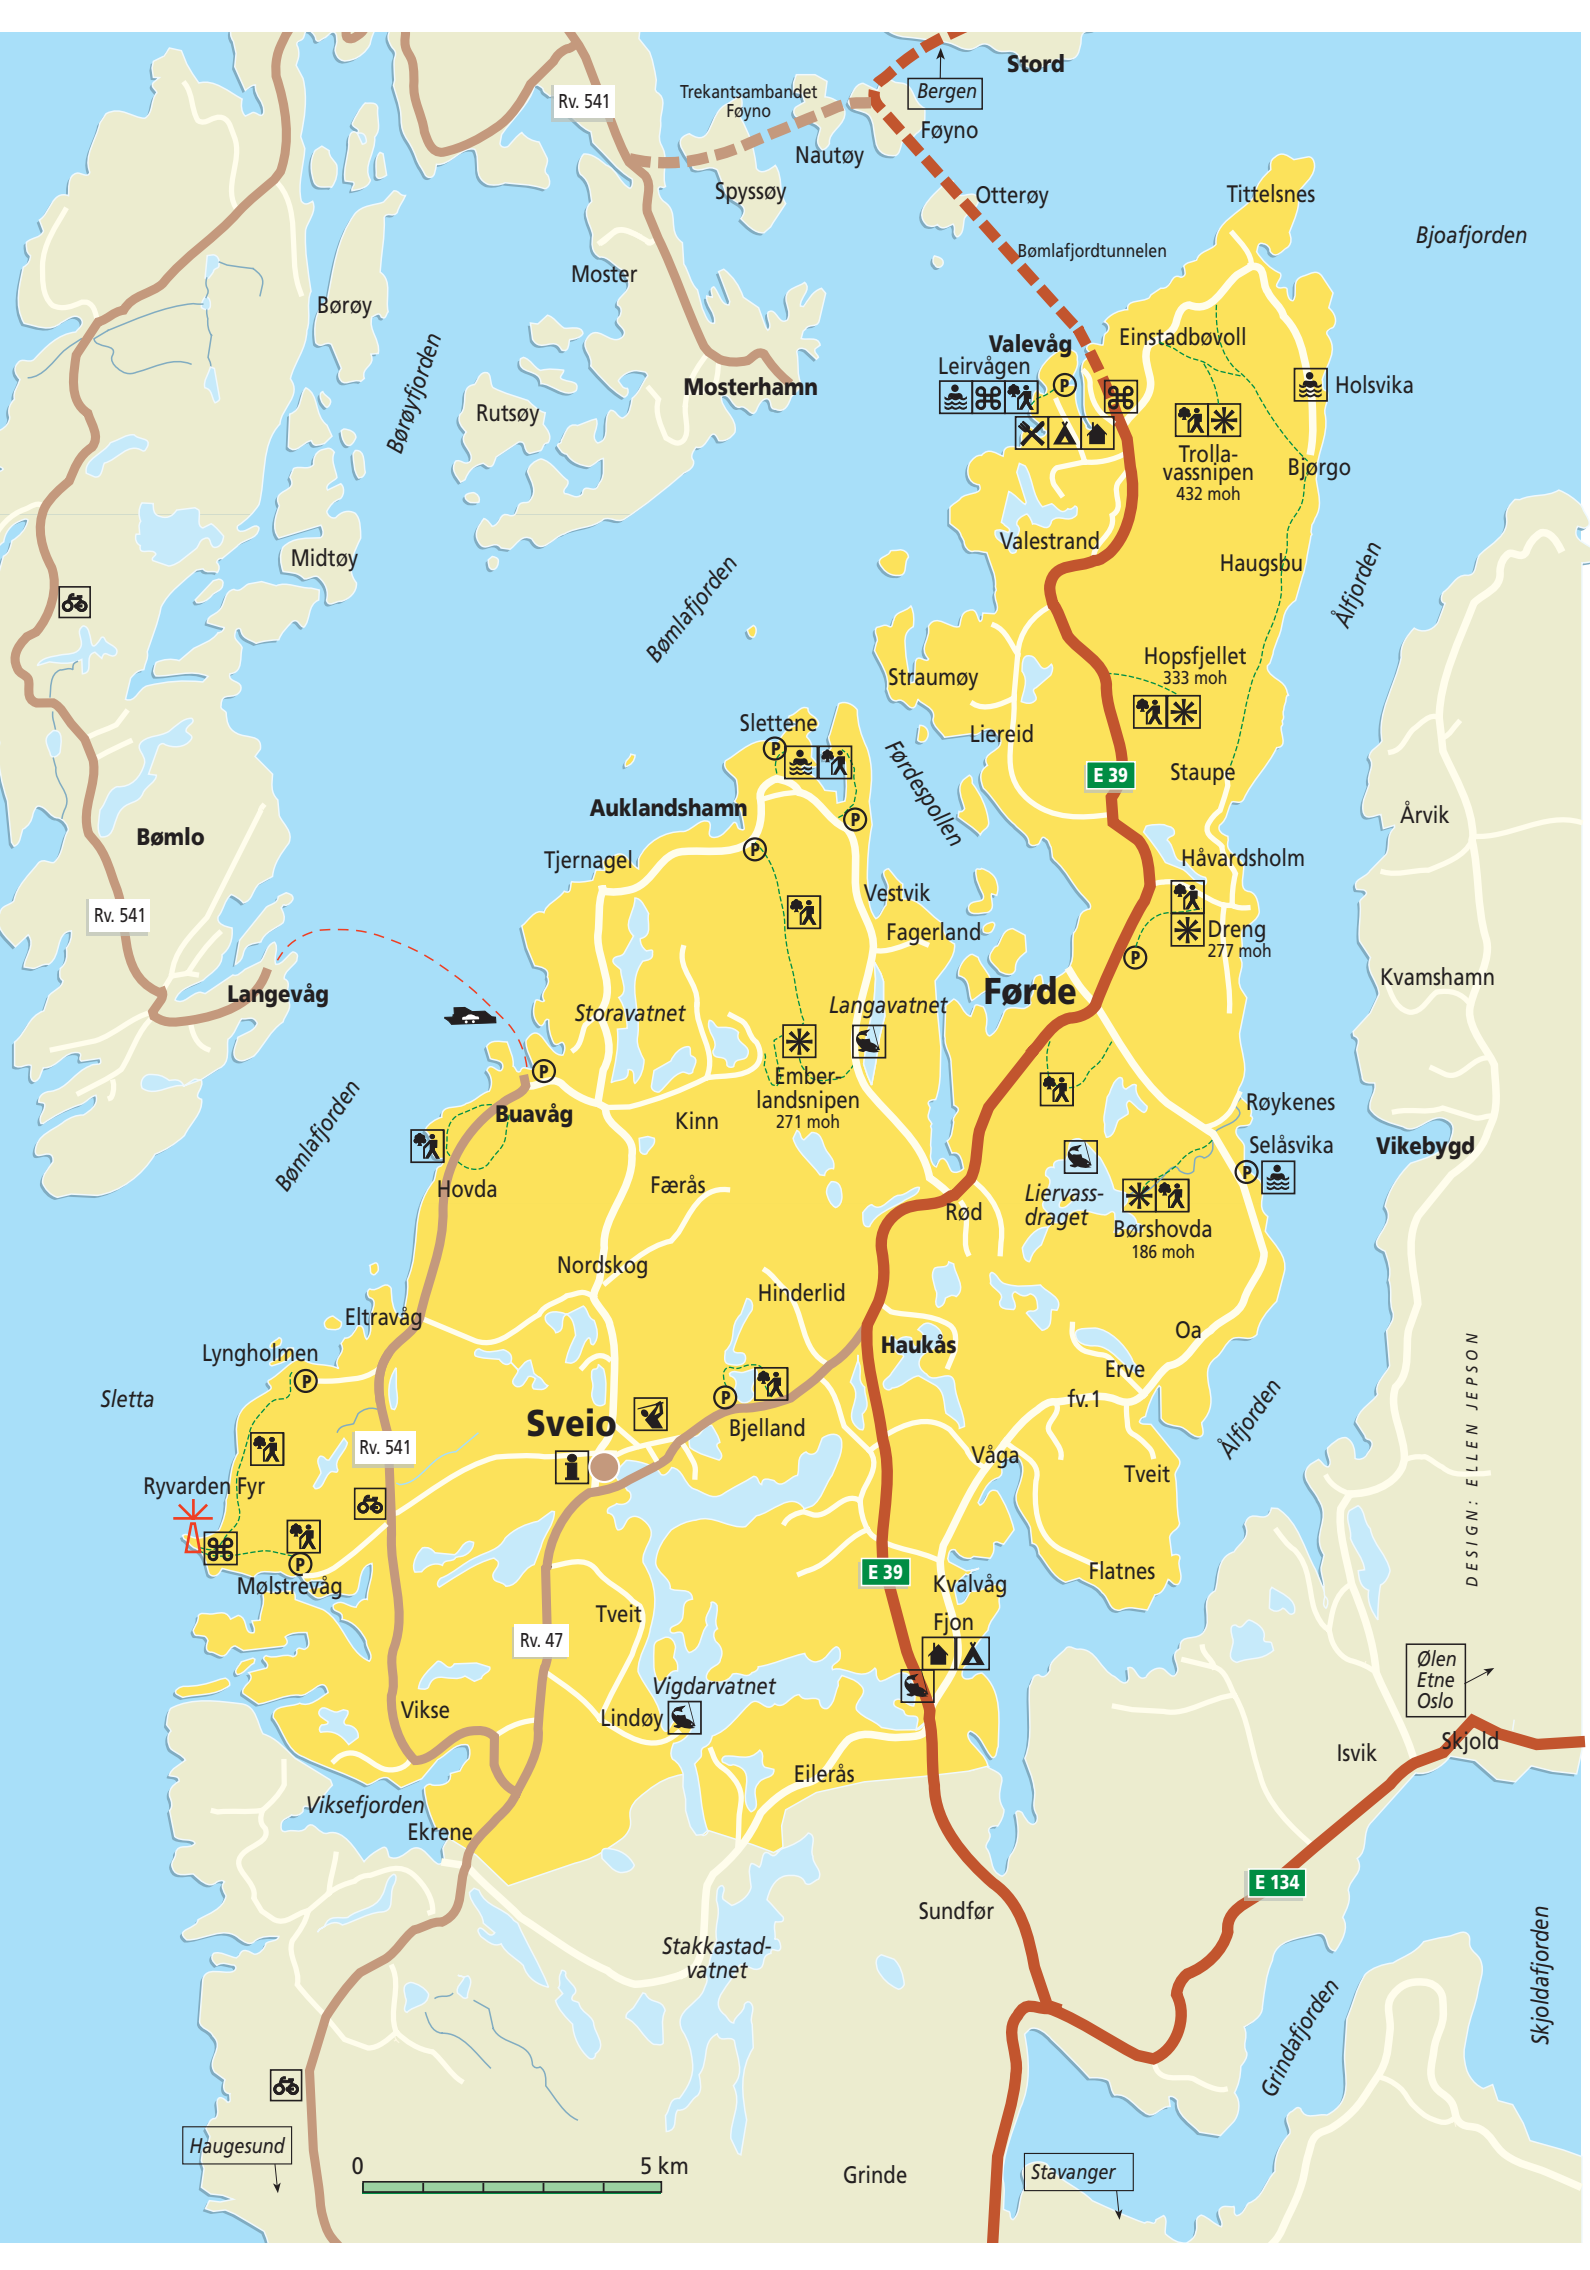 Stord
Bergen
Rv. 541
Trekantsambandet
Føyno
Føyno
Nautøy
Spyssøy
Otterøy
Tittelsnes
Bjoafjorden
Bømlafjordtunnelen
Moster
Børøy
Børøyfjorden
Valevåg
Einstadbøvoll
Leirvågen
P
Mosterhamn
Holsvika
Rutsøy
Trolla-
vassnipen
432 moh
Bjørgo
Valestrand
Midtøy
Haugsbu
Ålfjorden
Bømlafjorden
Hopsfjellet
333 moh
Straumøy
Slettene
P
Liereid
Førdespollen
E 39
Staupe
Auklandshamn
P
Årvik
Bømlo
P
Tjernagel
Håvardsholm
Vestvik
Rv. 541
Fagerland
Dreng
277 moh
P
Kvamshamn
Langevåg
Førde
Storavatnet
Langavatnet
P
Ember-
landsnipen
271 moh
Buavåg
Kinn
Røykenes
Bømlafjorden
Selåsvika
Vikebygd
P
Hovda
Færås
Liervass-
draget
Rød
Børshovda
186 moh
Nordskog
Hinderlid
Eltravåg
Oa
Lyngholmen
P
Haukås
Erve
Sletta
fv.1
Sveio
P
Bjelland
Ålfjorden
Rv. 541
Våga
Tveit
Ryvarden Fyr
DESIGN: ELLEN JEPSON
P
Mølstrevåg
E 39
Kvalvåg
Flatnes
Tveit
Fjon
Rv. 47
Ølen
Etne
Oslo
Vigdarvatnet
Vikse
Lindøy
Skjold
Isvik
Eilerås
Viksefjorden
Ekrene
E 134
Sundfør
Stakkastad-
vatnet
Skjoldafjorden
Grindafjorden
Haugesund
0
5 km
Grinde
Stavanger